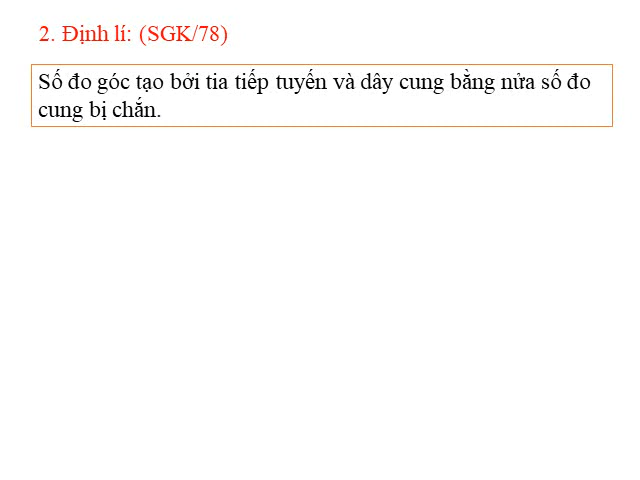 2. Định lí: (SGK/78)
Số đo góc tạo bởi tia tiếp tuyến và dây cung bằng nửa số đo
cung bị chắn.